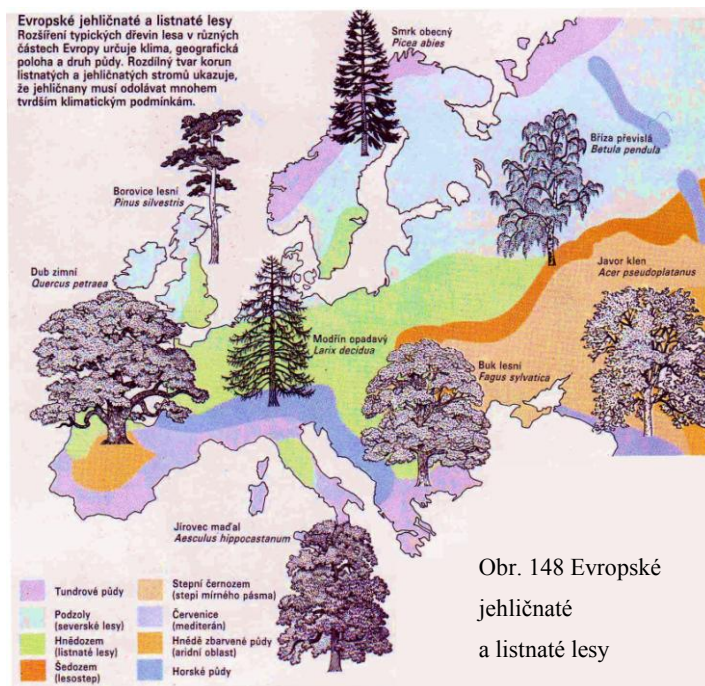 Evropské jehličnaté a listnaté lesy
Rozšíření typických dřevin lesa v různých
částech Evropy určuje klima, geografická
poloha a druh půdy. Rozdílný tvar korun
listnatých a jehličnatých stromů ukazuje,
že jehličnany musí odolávat mnohem
tvrdším klimatickým podmínkám.
Smrk obecný
Picea abies
Bříza převislá
Betula pendula
Borovice lesní
Pinus silvestris
Javor klen
Acer pseudoplatanus
Dub zimní
Quercus petraea
Modřín opadavý
Larix decidua
Buk lesní
Fagus sylvatica
Jírovec maďal
Aesculus hippocastanum
Tundrové půdy
Podzoly
(severské lesy)
Hnědozem
(listnaté lesy)
Šedozem
(lesostep)
Stepní černozem
(stepi mírného pásma)
Červenice
(mediterán)
Hnědě zbarvené půdy
(aridní oblast)
Horské půdy
Obr. 148 Evropské
jehličnaté
a listnaté lesy